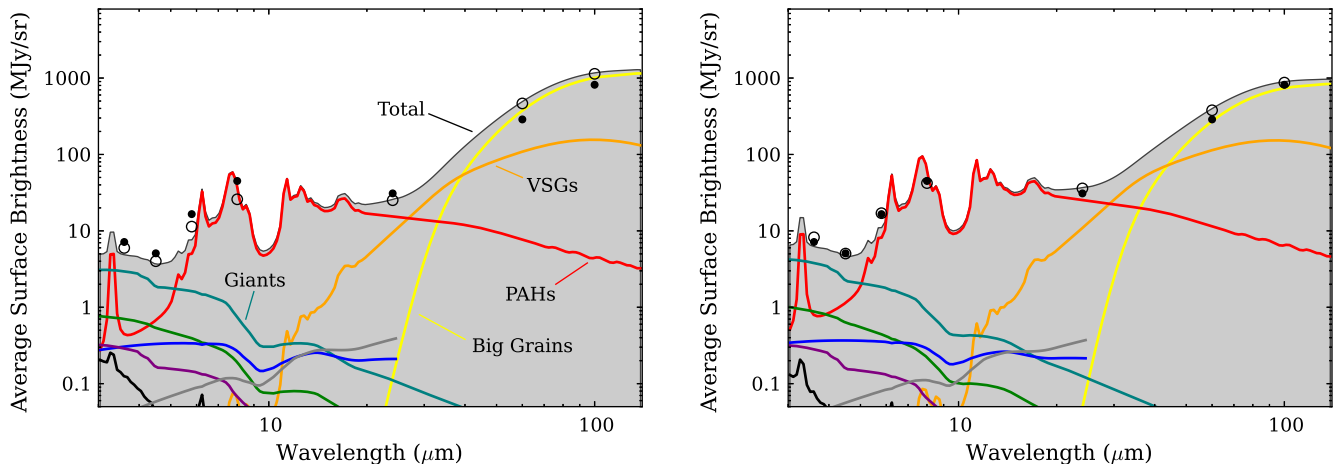 Average Surface Brightness (MJy/sr)
1000
100
10
1
0.1
Total
VSGs
Giants
PAHs
Big Grains
10
100
Wavelength (μm)
Average Surface Brightness (MJy/sr)
1000
100
10
1
0.1
10
100
Wavelength (μm)